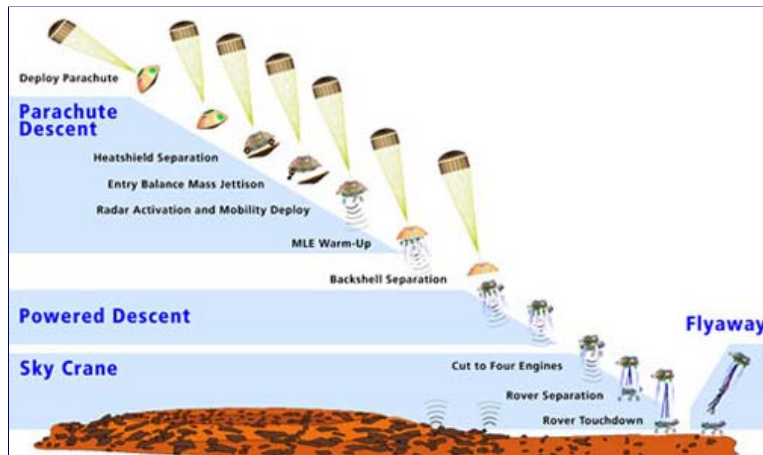 Deploy Parachute
Parachute
Descent
Heatshield Separation
Entry Balance Mass Jettison
Radar Activation and Mobility Deploy
MLE Warm-Up
Backshell Separation
Powered Descent
Flyaway
Sky Crane
Cut to Four Engines
Rover Separation
Rover Touchdown